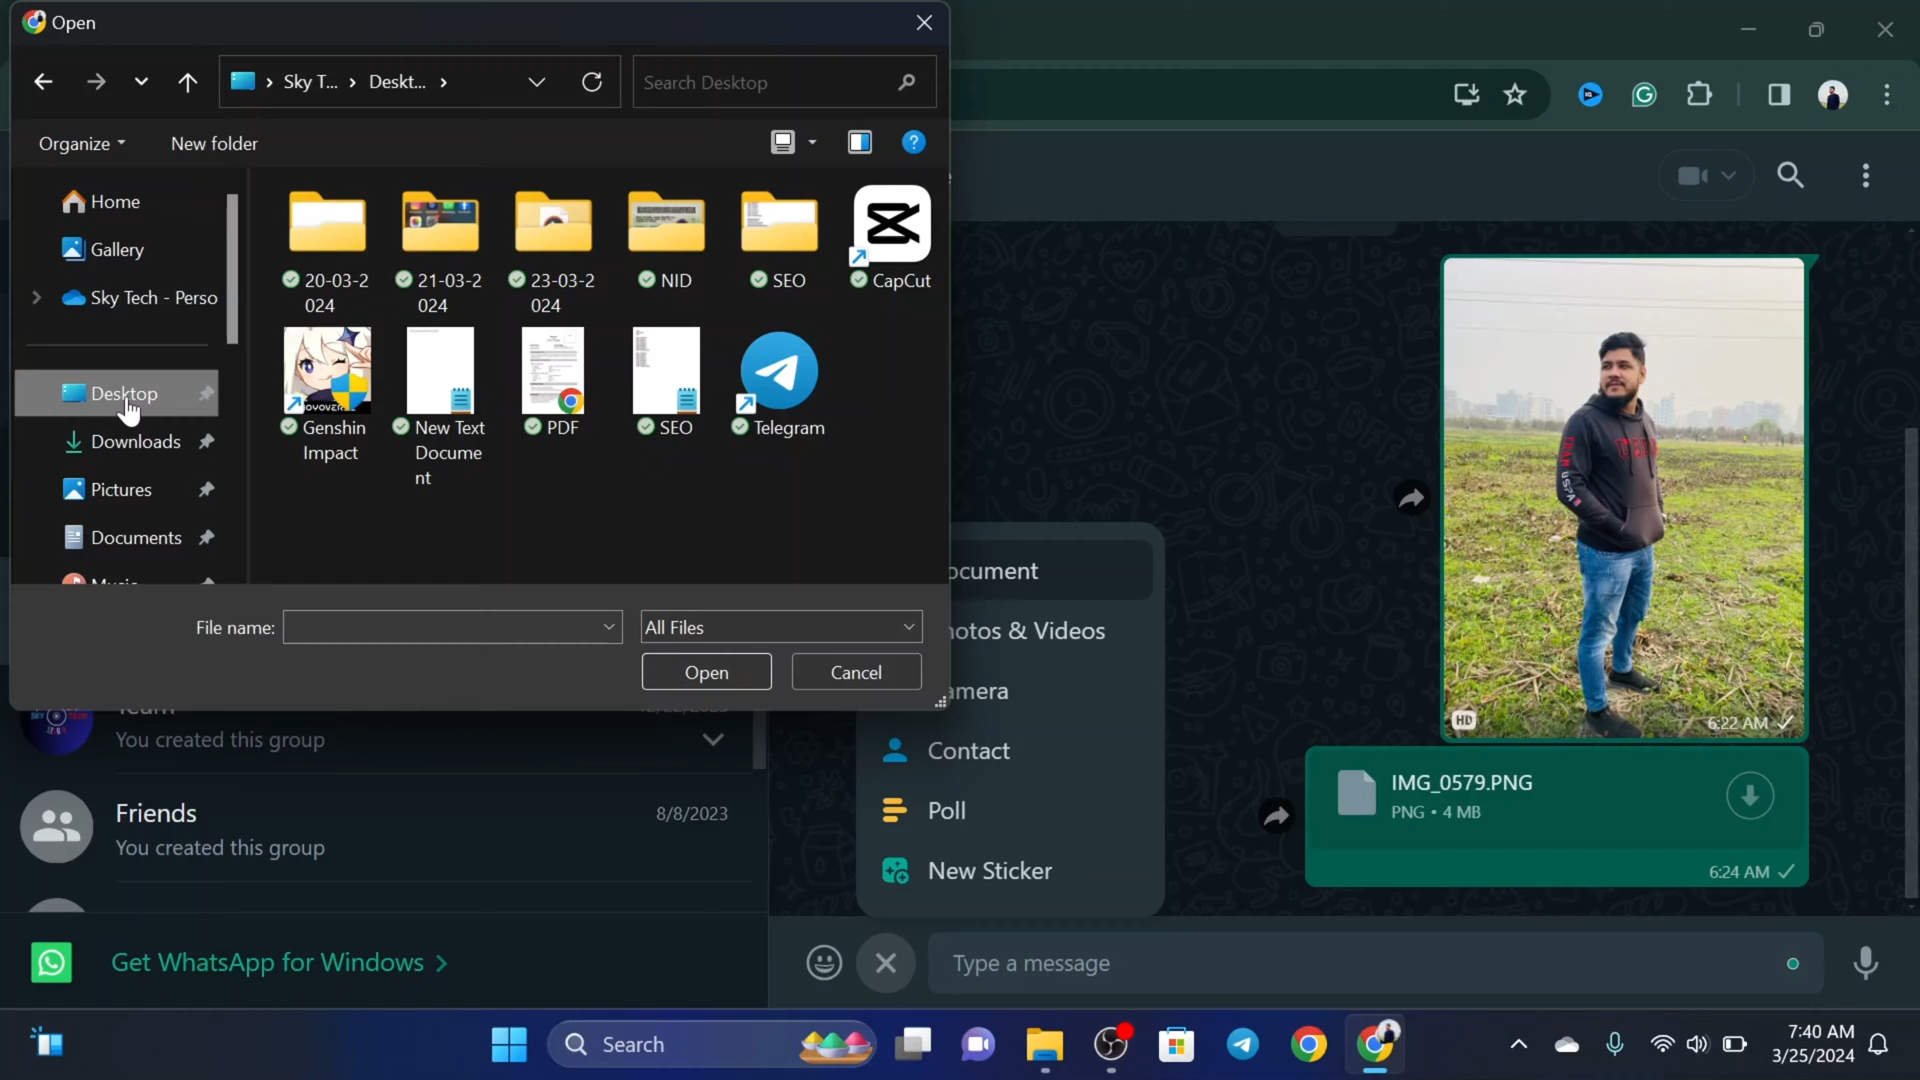 Open
Sky T...
Deskt...
Search Desktop
Organize
New folder
Home
Gallery
Sky Tech - Perso
Desktop
Downloads
Pictures
Documents
20-03-2
024
21-03-2
024
23-03-2
024
NID
SEO
CapCut
Genshin
Impact
New Text
Docume
nt
PDF
SEO
Telegram
File name:
All Files
Open
Cancel
ocument
otos & Videos
amera
Contact
Poll
New Sticker
You created this group
Friends
8/8/2023
You created this group
Get WhatsApp for Windows
HD
6:22 AM
IMG_0579.PNG
PNG • 4 MB
6:24 AM
Type a message
Search
7:40 AM
3/25/2024